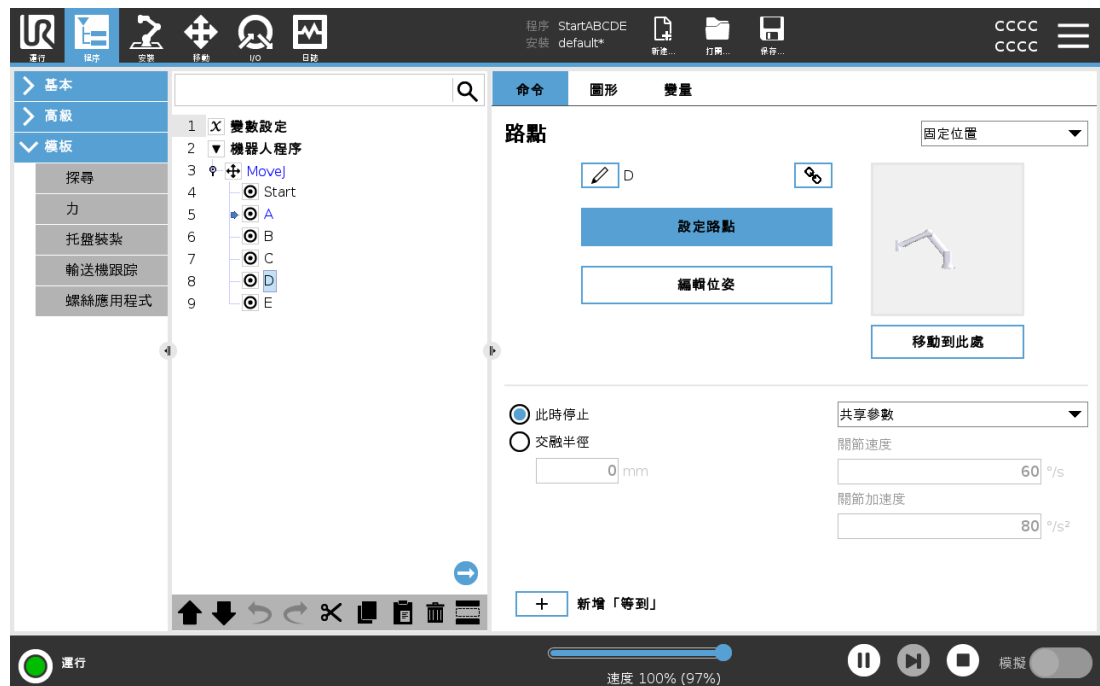 程序 StartABCDE
安裝 default*
CCCC
CCCC
運行
程序
安裝
移動
I/O
日誌
新建...
打開...
保存...
基本
高級
模板
探尋
力
托盤裝紮
輸送機跟踪
螺絲應用程式
1 X 變數設定
2 ▼ 機器人程序
3 MoveJ
4 Start
5 A
6 B
7 C
8 D
9 E
命令 圖形 變量
路點
固定位置
D
設定路點
編輯位姿
移動到此處
此時停止
交融半徑
0 mm
共享參數
關節速度
60 °/s
關節加速度
80 °/s²
新增「等到」
運行
速度 100% (97%)
模擬